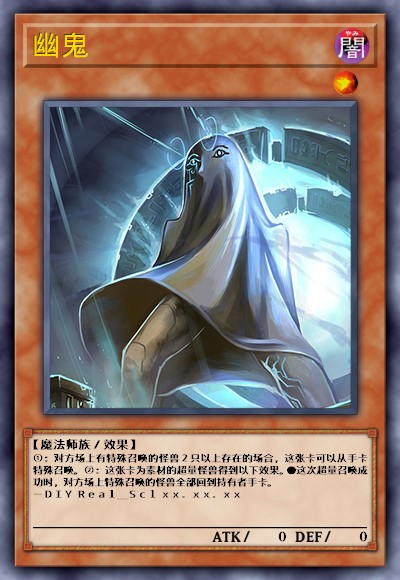 幽鬼
やみ
闇
【魔法师族／效果】
①：对方场上有特殊召唤的怪兽２只以上存在的场合，这张卡可以从手卡
特殊召唤。②：这张卡为素材的超量怪兽得到以下效果。●这次超量召唤成
功时，对方场上特殊召唤的怪兽全部回到持有者手卡。
－ＤＩＹＲｅａｌ＿Ｓｃｌ ｘｘ．ｘｘ．ｘｘ
ATK／ 0 DEF／ 0